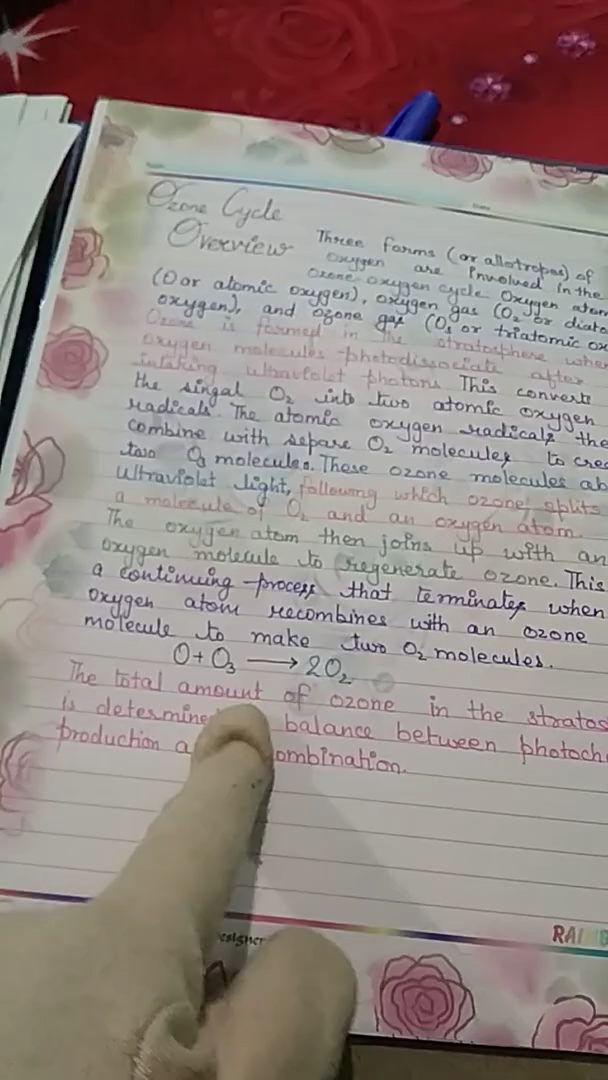 Ozone Cycle
Overview Three forms (or allotropes) of
oxygen are involved in the
ozone-oxygen cycle. Oxygen atom
(O or atomic oxygen), oxygen gas (O2 or diato
oxygen), and ozone gas (O3 or triatomic ox
Ozone is formed in the stratosphere when
oxygen molecules photodissociate after
intaking ultraviolet photons This convert
the singal O2 into two atomic oxygen
radicals. The atomic oxygen radicals the
combine with separe O2 molecules to crea
two O3 molecules. These ozone molecules ab
ultraviolet light, following which ozone splits
a molecule of O2 and an oxygen atom.
The oxygen atom then joins up with an
oxygen molecule to regenerate ozone. This
a continuing process that terminates when
oxygen atom recombines with an ozone
molecule to make two O2 molecules.
O + O3 → 2O2
The total amount of ozone in the stratos
is determine balance between photoch
production a ombination.
esigner
RAINB